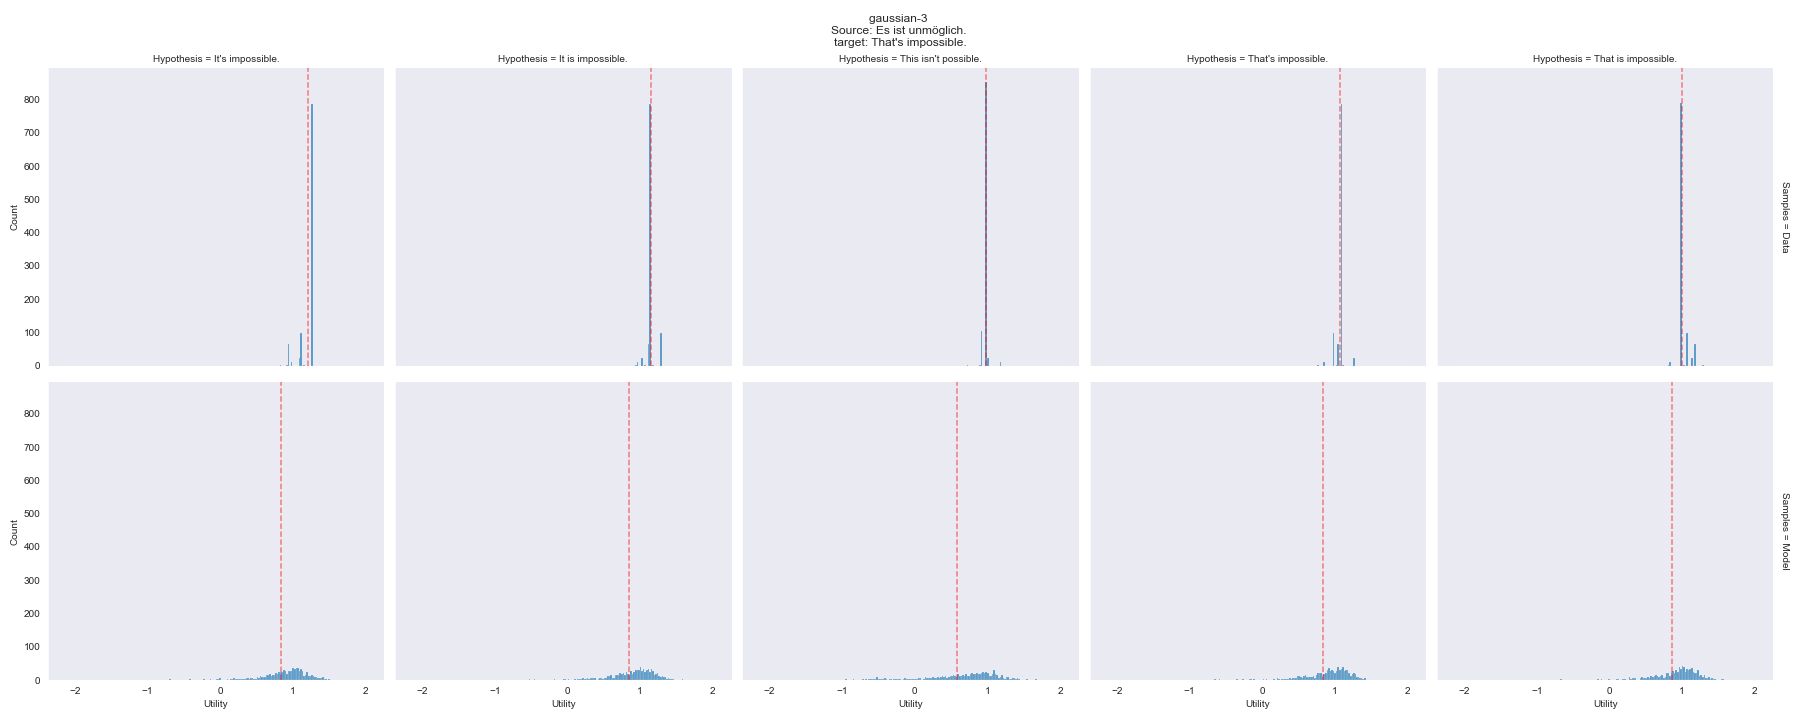 gaussian-3
Source: Es ist unmöglich.
target: That's impossible.
Hypothesis = It's impossible.
Hypothesis = It is impossible.
Hypothesis = This isn't possible.
Hypothesis = That's impossible.
Hypothesis = That is impossible.
800
700
600
500
400
300
200
100
0
Count
Samples = Data
800
700
600
500
400
300
200
100
0
Count
Samples = Model
−2 −1 0 1 2
Utility
−2 −1 0 1 2
Utility
−2 −1 0 1 2
Utility
−2 −1 0 1 2
Utility
−2 −1 0 1 2
Utility